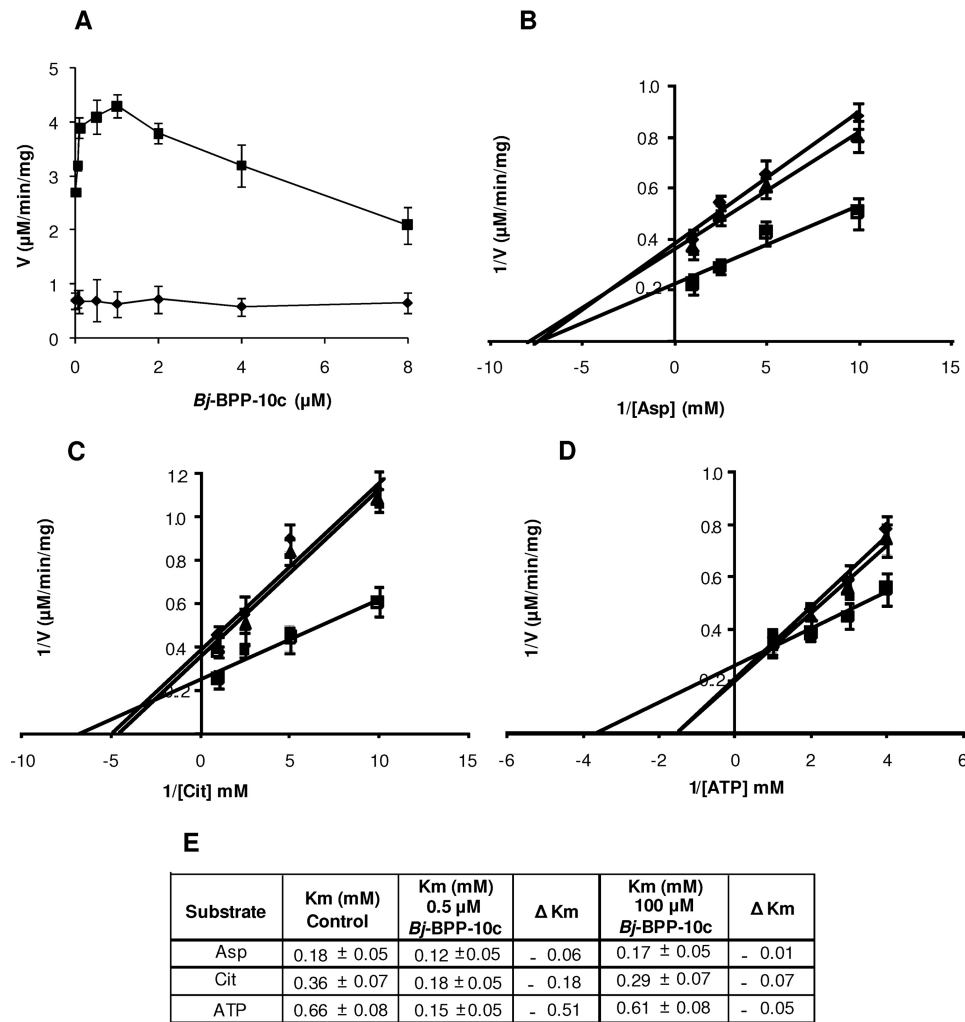 A
5
4
3
2
1
0
V (µM/min/mg)
0 2 4 6 8
Bj-BPP-10c (µM)
B
1.0
0.8
0.6
0.4
0.2
1/V (µM/min/mg)
-10 -5 0 5 10 15
1/[Asp] (mM)
C
12
1.0
0.8
0.6
0.4
0.2
1/V (µM/min/mg)
-10 -5 0 5 10 15
1/[Cit] mM
D
1.0
0.8
0.6
0.4
0.2
1/V (µM/min/mg)
-6 -4 -2 0 2 4 6
1/[ATP] mM
E
Substrate
Km (mM)
Control
Km (mM)
0.5 µM
Bj-BPP-10c
Δ Km
Km (mM)
100 µM
Bj-BPP-10c
Δ Km
Asp 0.18 ± 0.05 0.12 ±0.05 - 0.06 0.17 ± 0.05 - 0.01
Cit 0.36 ± 0.07 0.18 ±0.05 - 0.18 0.29 ± 0.07 - 0.07
ATP 0.66 ± 0.08 0.15 ±0.05 - 0.51 0.61 ± 0.08 - 0.05